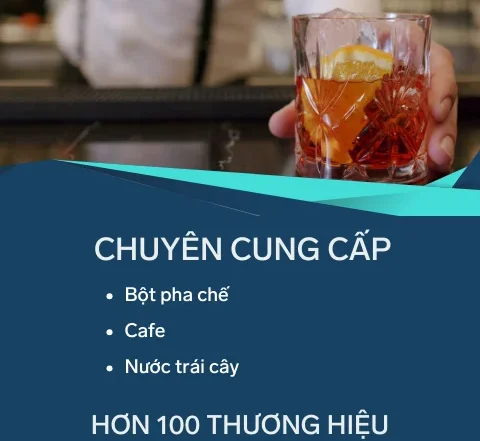 CHUYÊN CUNG CẤP
• Bột pha chế
• Cafe
• Nước trái cây
HƠN 100 THƯƠNG HIỆU